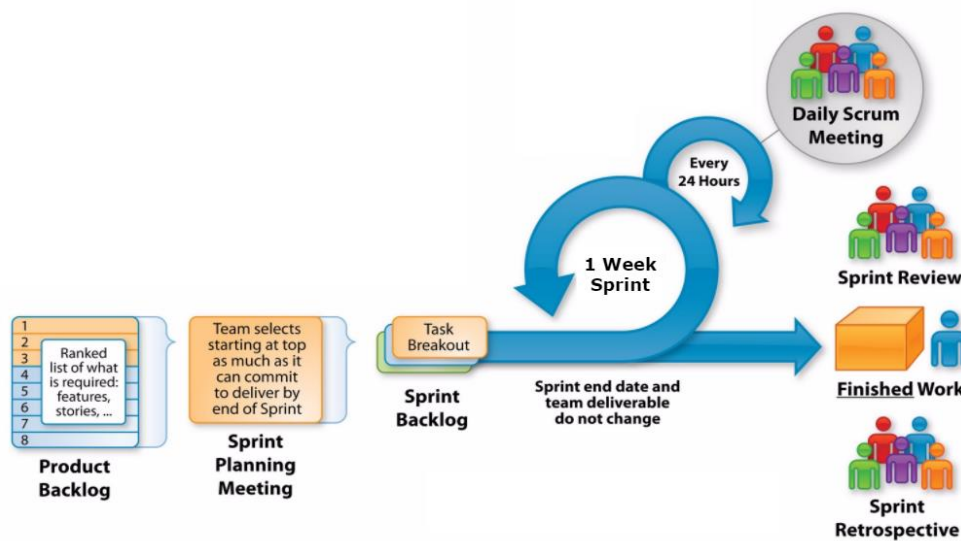 1
2
3
4
5
6
7
8
Ranked
list of what
is required:
features,
stories, ...
Product
Backlog
Team selects
starting at top
as much as it
can commit
to deliver by
end of Sprint
Sprint
Planning
Meeting
Task
Breakout
Sprint
Backlog
1 Week
Sprint
Sprint end date and
team deliverable
do not change
Every
24 Hours
Daily Scrum
Meeting
Sprint Review
Finished Work
Sprint
Retrospective